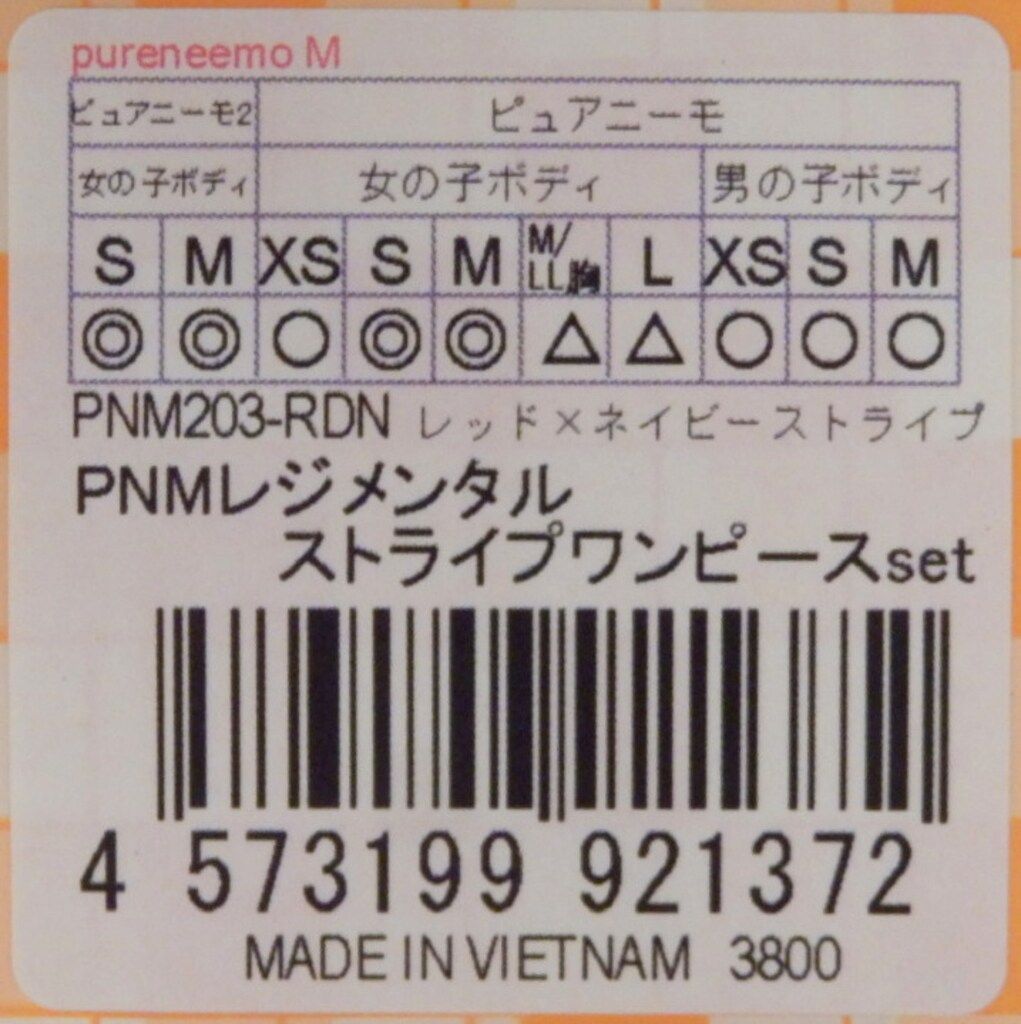 pureneemo M
ピュアニーモ2 ピュアニーモ
女の子ボディ 女の子ボディ 男の子ボディ
S M XS S M M/LL胸 L XS S M
◎ ◎ ○ ◎ ◎ △ △ ○ ○ ○
PNM203-RDN レッド×ネイビーストライプ
PNMレジメンタル
ストライプワンピースset
4 573199 921372
MADE IN VIETNAM 3800